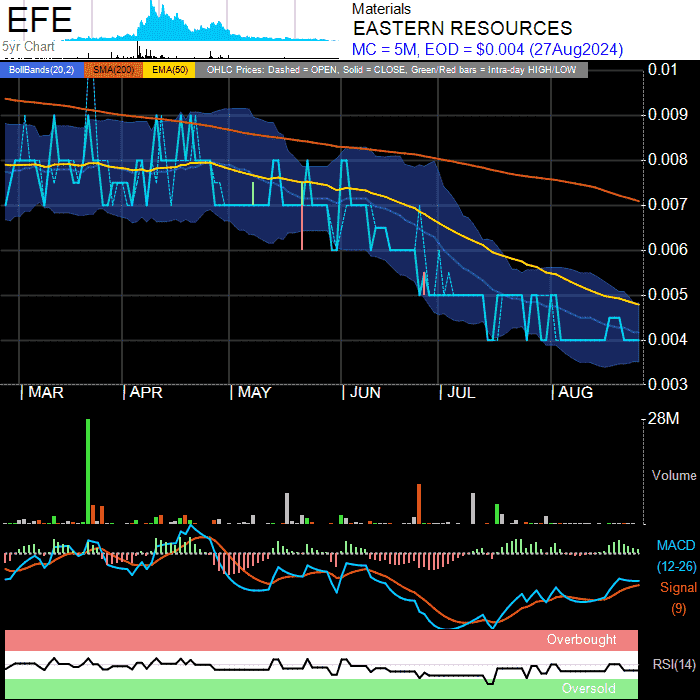 EFE
5yr Chart
Materials
EASTERN RESOURCES
MC = 5M, EOD = $0.004 (27Aug2024)
BollBands(20,2) SMA(200) EMA(50) OHLC Prices: Dashed = OPEN, Solid = CLOSE, Green/Red bars = Intra-day HIGH/LOW
0.01
0.009
0.008
0.007
0.006
0.005
0.004
0.003
| MAR | APR | MAY | JUN | JUL | AUG
28M
Volume
MACD
(12-26)
Signal
(9)
Overbought
RSI(14)
Oversold